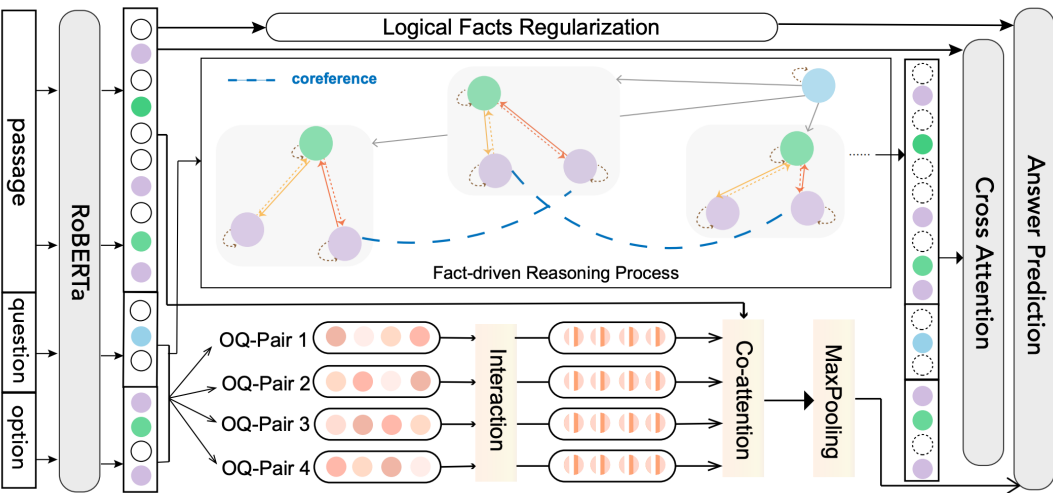 Logical Facts Regularization
coreference
passage
question
option
RoBERTa
Fact-driven Reasoning Process
OQ-Pair 1
OQ-Pair 2
OQ-Pair 3
OQ-Pair 4
Interaction
Co-attention
MaxPooling
Cross Attention
Answer Prediction